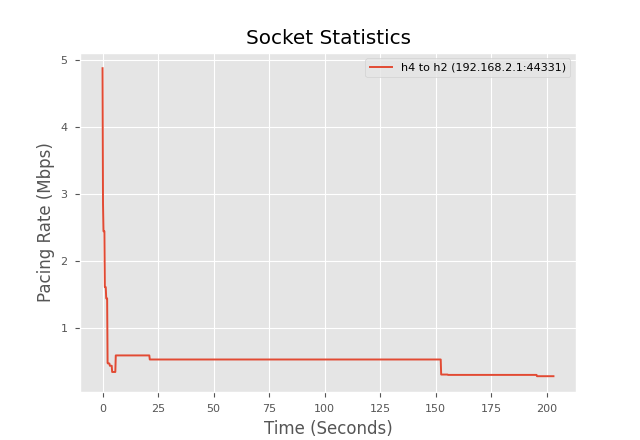 Socket Statistics
h4 to h2 (192.168.2.1:44331)
Pacing Rate (Mbps)
5
4
3
2
1
0 25 50 75 100 125 150 175 200
Time (Seconds)